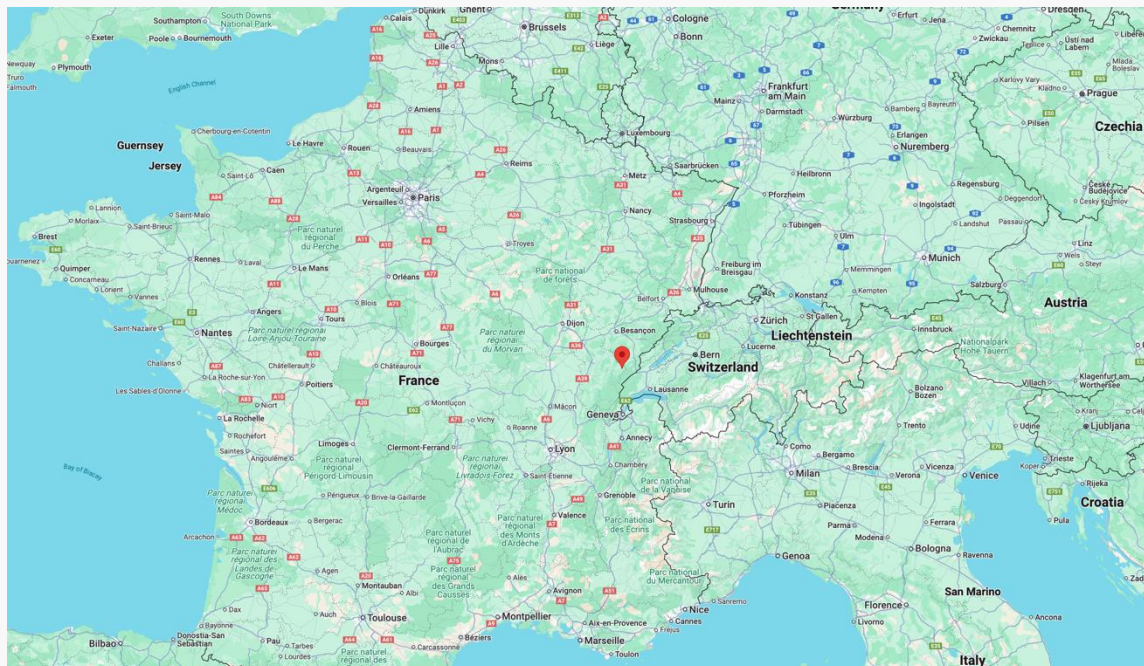 Southampton
South Downs
National Park
Calais
Dunkirk
Ghent
Brussels
Cologne
Germany
Erfurt
Jena
Dresden
Chemnitz
Zwickau
Exeter
Poole
Bournemouth
Lille
Liège
Bonn
Ústí nad
Labem
Teplice
Newquay
Plymouth
Mons
Karlovy Vary
Mlada
Boleslav
Kladno
Truro
Falmouth
English Channel
Frankfurt
am Main
Prague
Amiens
Mainz
Darmstadt
Würzburg
Bamberg
Bayreuth
Pilsen
Cherbourg-en-Cotentin
Luxembourg
Erlangen
Nuremberg
Czechia
Guernsey
Jersey
Le Havre
Rouen
Beauvais
Saint-Lô
Caen
Reims
Saarbrücken
Metz
Heilbronn
Argenteuil
Versailles
Paris
Regensburg
České
Budějovice
Český Krumlov
Deggendorf
Ingolstadt
Pforzheim
Lannion
Morlaix
Saint-Malo
Saint-Brieuc
Nancy
Strasbourg
Tübingen
Landshut
Passau
Brest
Parc naturel
régional
du Perche
Troyes
Ulm
Linz
Wels
Steyr
Rennes
Laval
Le Mans
Orléans
Parc national
de forêts
Freiburg im
Breisgau
Memmingen
Munich
Quimper
Concarneau
Lorient
Vannes
Mulhouse
Kempten
Salzburg
Belfort
Konstanz
Austria
Angers
Blois
Tours
Saint-Nazaire
Nantes
Parc naturel
régional Loire
Anjou Touraine
Dijon
Besançon
Zürich
St Gallen
Liechtenstein
Innsbruck
Bourges
Parc naturel
régional
du Morvan
Bern
Lucerne
Switzerland
Nationalpark
Hohe Tauern
Challans
Cholet
Châtellerault
Châteauroux
France
La Roche-sur-Yon
Poitiers
Les Sables-d'Olonne
Lausanne
Villach
Klagenfurt am
Wörthersee
Bolzano
Bozen
Niort
Montluçon
Mâcon
Geneva
La Rochelle
Rochefort
Vichy
Roanne
Annecy
Trento
Udine
Kranj
Celje
Ljubljana
Saintes
Angoulême
Limoges
Clermont-Ferrand
Lyon
Como
Bergamo
Bay of Biscay
Parc naturel
régional
Périgord-Limousin
Parc naturel
régional
Livradois-Forez
Saint-Étienne
Chambéry
Milan
Brescia
Verona
Vicenza
Venice
Trieste
Koper
Rijeka
Parc naturel
régional
Médoc
Périgueux
Brive-la-Gaillarde
Grenoble
Parc national
de la Vanoise
Turin
Croatia
Pula
Bordeaux
Bergerac
Valence
Parc national
des Écrins
Piacenza
Parma
Ferrara
Modena
Arcachon
Parc naturel
régional de
l'Aubrac
Parc naturel
régional
des Monts
d'Ardèche
Bologna
Ravenna
Genoa
Parc naturel
régional
des Landes de
Gascogne
Agen
Montauban
Albi
Parc naturel
régional
des Grands
Causses
Alès
Avignon
Parc national
du Mercantour
Zad
Dax
Bayonne
Auch
Toulouse
Montpellier
Nice
Cannes
Sanremo
Florence
Livorno
San Marino
Ancona
Bilbao
Donostia-San
Sebastián
Pau
Tarbes
Lourdes
Béziers
Carcassonne
Aix-en-Provence
Fréjus
Marseille
Toulon
Italy